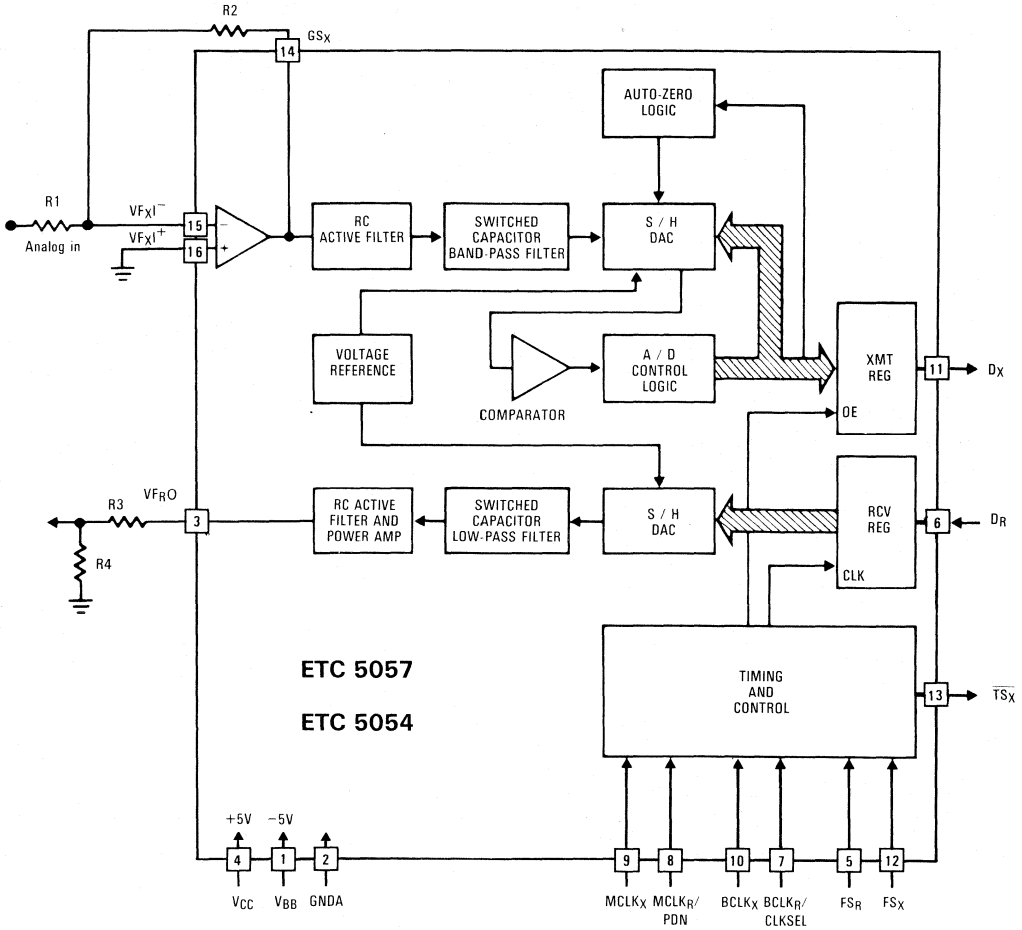 R2
GSX
14
AUTO-ZERO
LOGIC
R1
VFXI−
15
−
Analog in
VFXI+
16
+
RC
ACTIVE FILTER
SWITCHED
CAPACITOR
BAND-PASS FILTER
S / H
DAC
VOLTAGE
REFERENCE
COMPARATOR
A / D
CONTROL
LOGIC
XMT
REG
OE
11
DX
R3
VFRO
3
R4
RC ACTIVE
FILTER AND
POWER AMP
SWITCHED
CAPACITOR
LOW-PASS FILTER
S / H
DAC
RCV
REG
CLK
6
DR
ETC 5057
ETC 5054
TIMING
AND
CONTROL
13
TSX
+5V
−5V
4
1
2
9
8
10
7
5
12
VCC
VBB
GNDA
MCLKX
MCLKR/
PDN
BCLKX
BCLKR/
CLKSEL
FSR
FSX